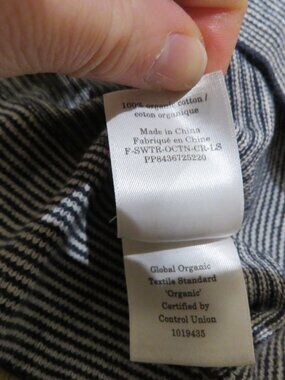 100% organic cotton /
coton organique
Made in China
Fabriqué en Chine
F-SWTR-OCTN-CR-LS
PP8436725220
Global Organic
Textile Standard
'Organic'
Certified by
Control Union
1019435